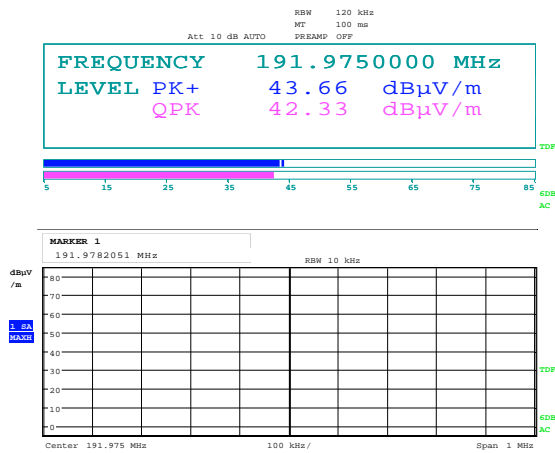 RBW 120 kHz
MT 100 ms
Att 10 dB AUTO PREAMP OFF
FREQUENCY 191.9750000 MHz
LEVEL PK+ 43.66 dBµV/m
QPK 42.33 dBµV/m
TDF
5 15 25 35 45 55 65 75 85
6DB
AC
MARKER 1
191.9782051 MHz
RBW 10 kHz
dBµV
/m
80
70
60
1 SA
MAXH
50
40
30
TDF
20
10
6DB
0
AC
Center 191.975 MHz 100 kHz/ Span 1 MHz